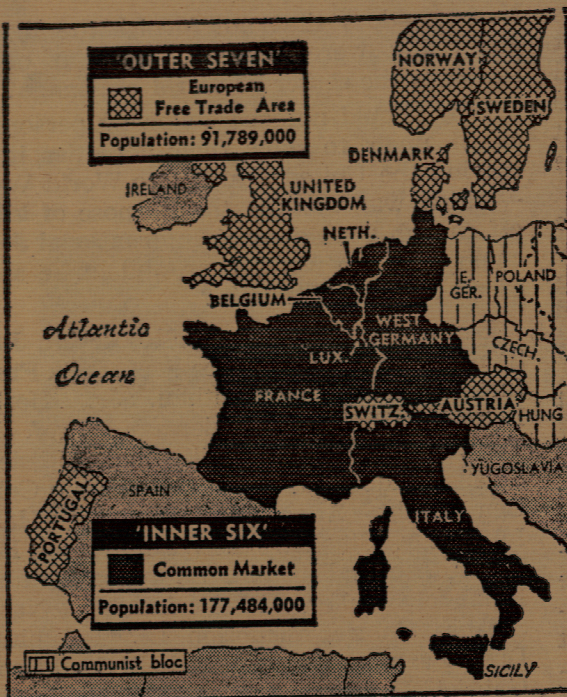 'OUTER SEVEN'
European
Free Trade Area
Population: 91,789,000
NORWAY
SWEDEN
DENMARK
IRELAND
UNITED
KINGDOM
NETH.
BELGIUM
E.
GER.
POLAND
WEST
GERMANY
CZECH.
LUX.
Atlantic
Ocean
FRANCE
SWITZ.
AUSTRIA
HUNG
YUGOSLAVIA
SPAIN
PORTUGAL
ITALY
'INNER SIX'
Common Market
Population: 177,484,000
Communist bloc
SICILY